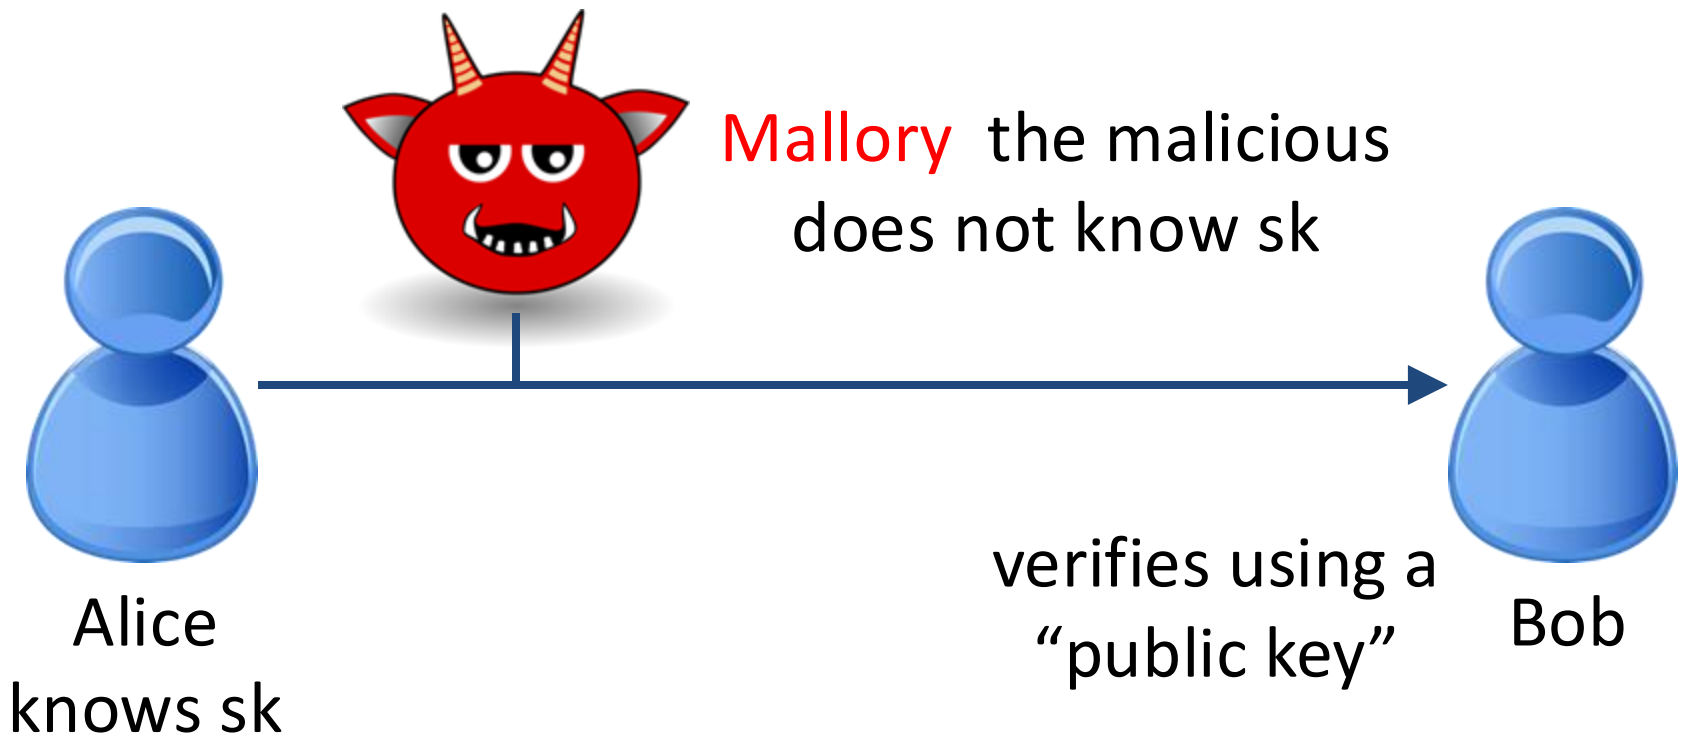 Mallory the malicious
does not know sk
verifies using a
“public key”
Alice
knows sk
Bob